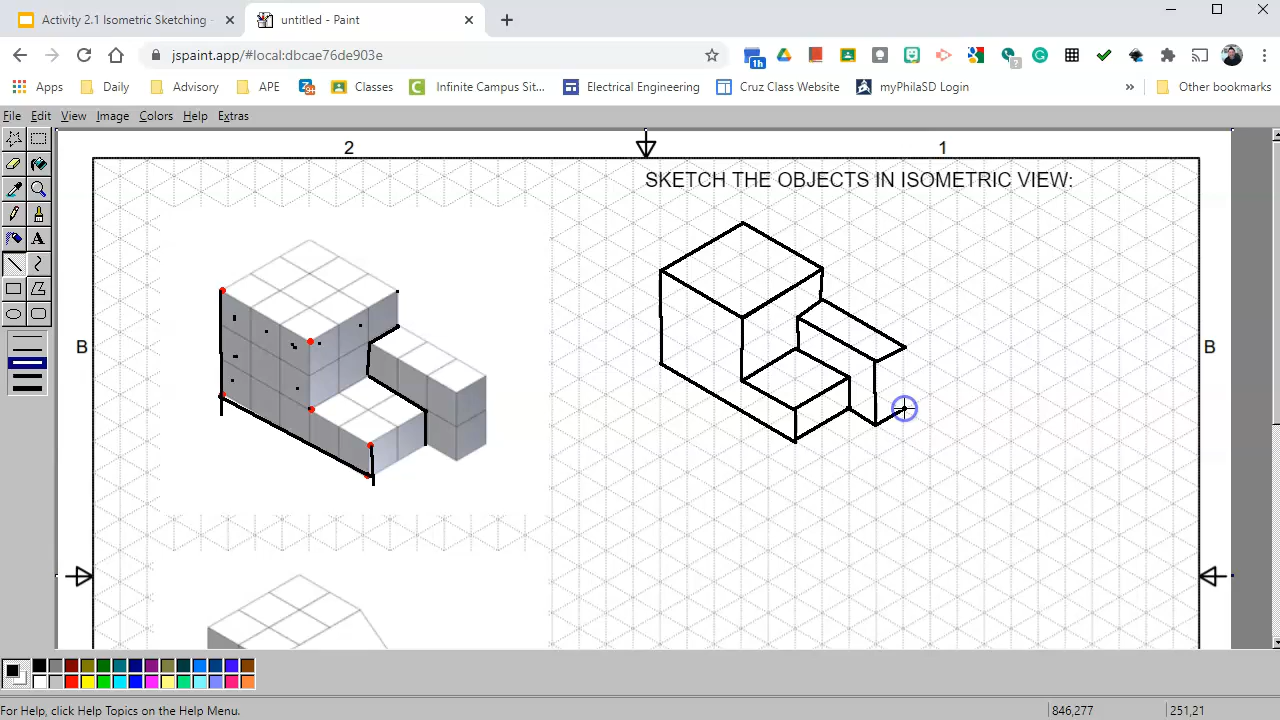 Activity 2.1 Isometric Sketching -
untitled - Paint
jspaint.app/#local:dbcae76de903e
1h
Apps
Daily
Advisory
APE
Classes
Infinite Campus Sit...
Electrical Engineering
Cruz Class Website
myPhilaSD Login
»
Other bookmarks
File Edit View Image Colors Help Extras
2
1
SKETCH THE OBJECTS IN ISOMETRIC VIEW:
B
B
For Help, click Help Topics on the Help Menu.
846,277
251,21